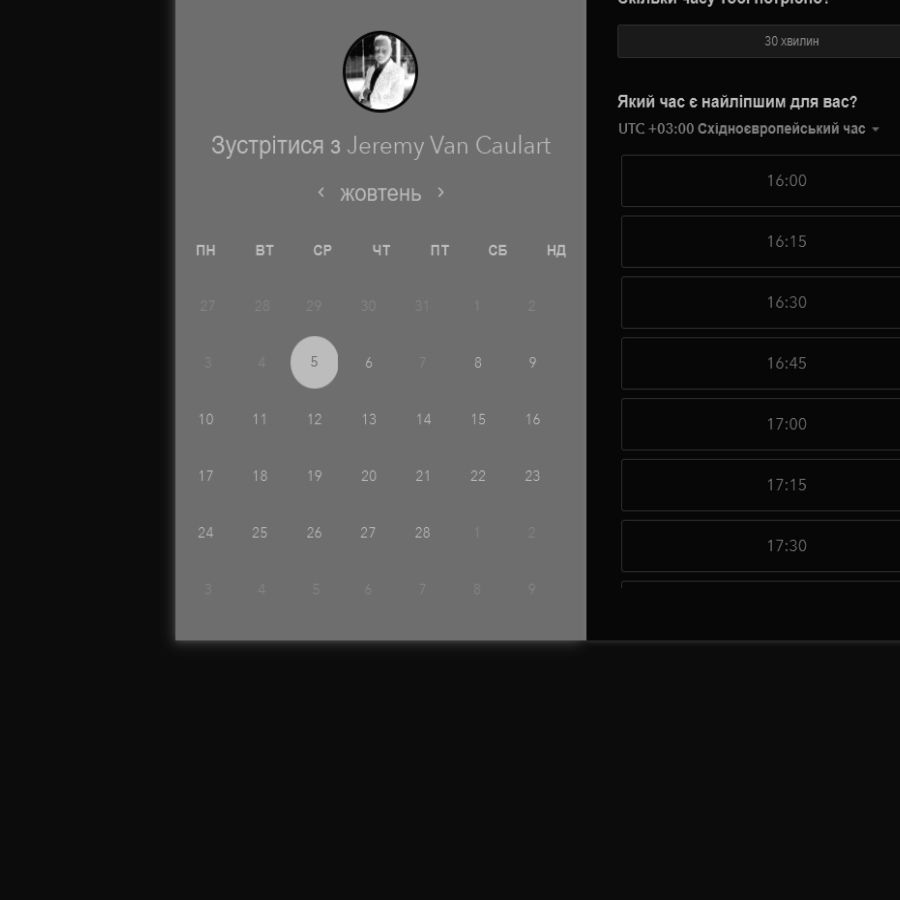 Зустрітися з Jeremy Van Caulart
жовтень
ПН ВТ СР ЧТ ПТ СБ НД
27 28 29 30 31 1 2
3 4 5 6 7 8 9
10 11 12 13 14 15 16
17 18 19 20 21 22 23
24 25 26 27 28 1 2
3 4 5 6 7 8 9
Скільки часу тобі потрібно?
30 хвилин
Який час є найліпшим для вас?
UTC +03:00 Східноєвропейський час
16:00
16:15
16:30
16:45
17:00
17:15
17:30